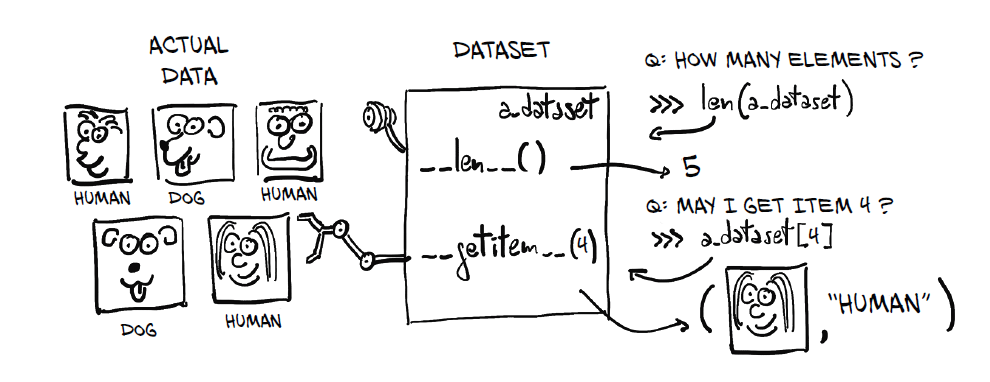 ACTUAL
DATA
HUMAN
DOG
HUMAN
DOG
HUMAN
DATASET
a_dataset
__len__()
__getitem__(4)
Q: HOW MANY ELEMENTS ?
>>> len(a_dataset)
5
Q: MAY I GET ITEM 4 ?
>>> a_dataset[4]
( , "HUMAN" )